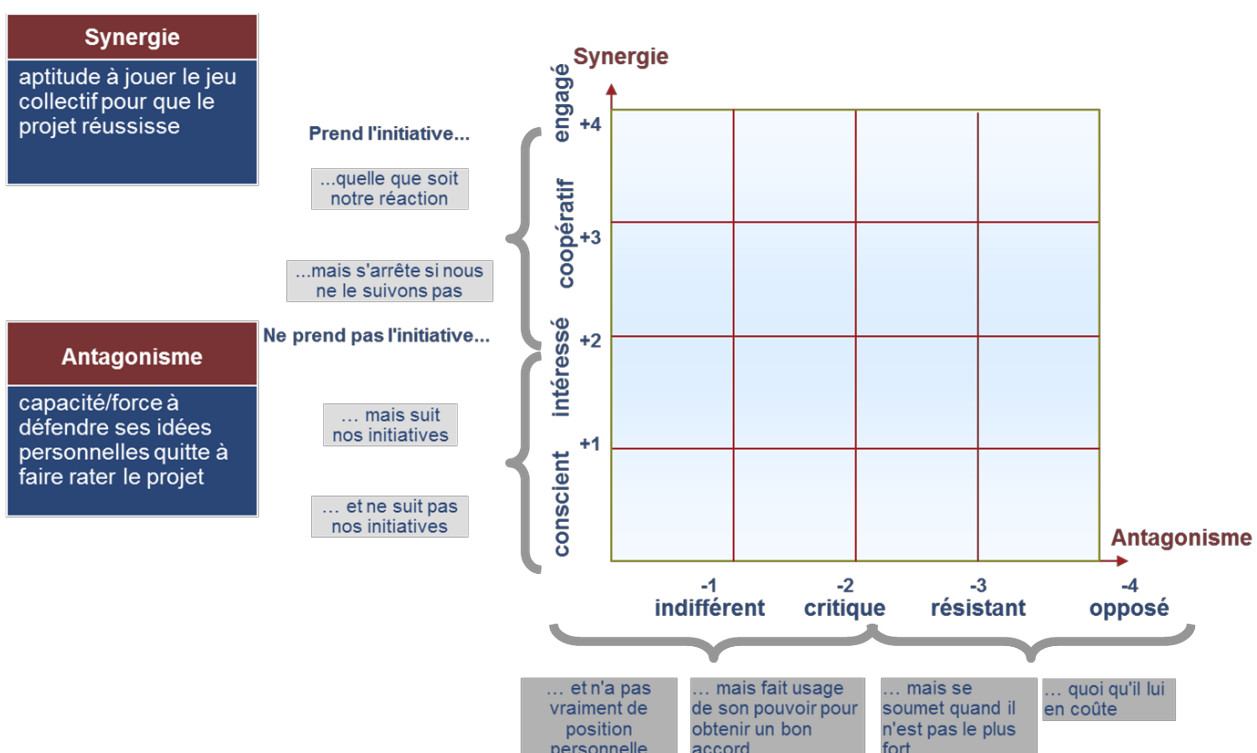 Synergie
aptitude à jouer le jeu
collectif pour que le
projet réussisse
Antagonisme
capacité/force à
défendre ses idées
personnelles quitte à
faire rater le projet
Prend l'initiative...
...quelle que soit
notre réaction
...mais s'arrête si nous
ne le suivons pas
Ne prend pas l'initiative...
... mais suit
nos initiatives
... et ne suit pas
nos initiatives
Synergie
engagé
+4
coopératif
+3
intéressé
+2
conscient
+1
Antagonisme
-1
indifférent
-2
critique
-3
résistant
-4
opposé
... et n'a pas
vraiment de
position
personnelle
... mais fait usage
de son pouvoir pour
obtenir un bon
accord
... mais se
soumet quand il
n'est pas le plus
fort
... quoi qu'il lui
en coûte